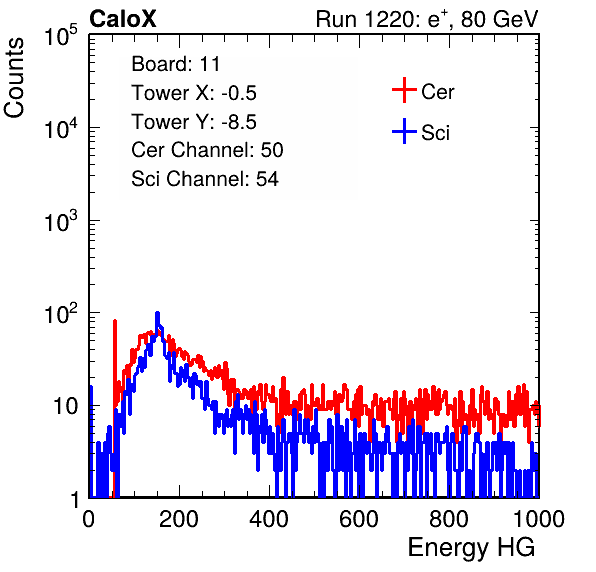 CaloX Run 1220: e+, 80 GeV
Counts
10^5
10^4
10^3
10^2
10
1
Board: 11
Tower X: -0.5
Tower Y: -8.5
Cer Channel: 50
Sci Channel: 54
Cer
Sci
0 200 400 600 800 1000
Energy HG